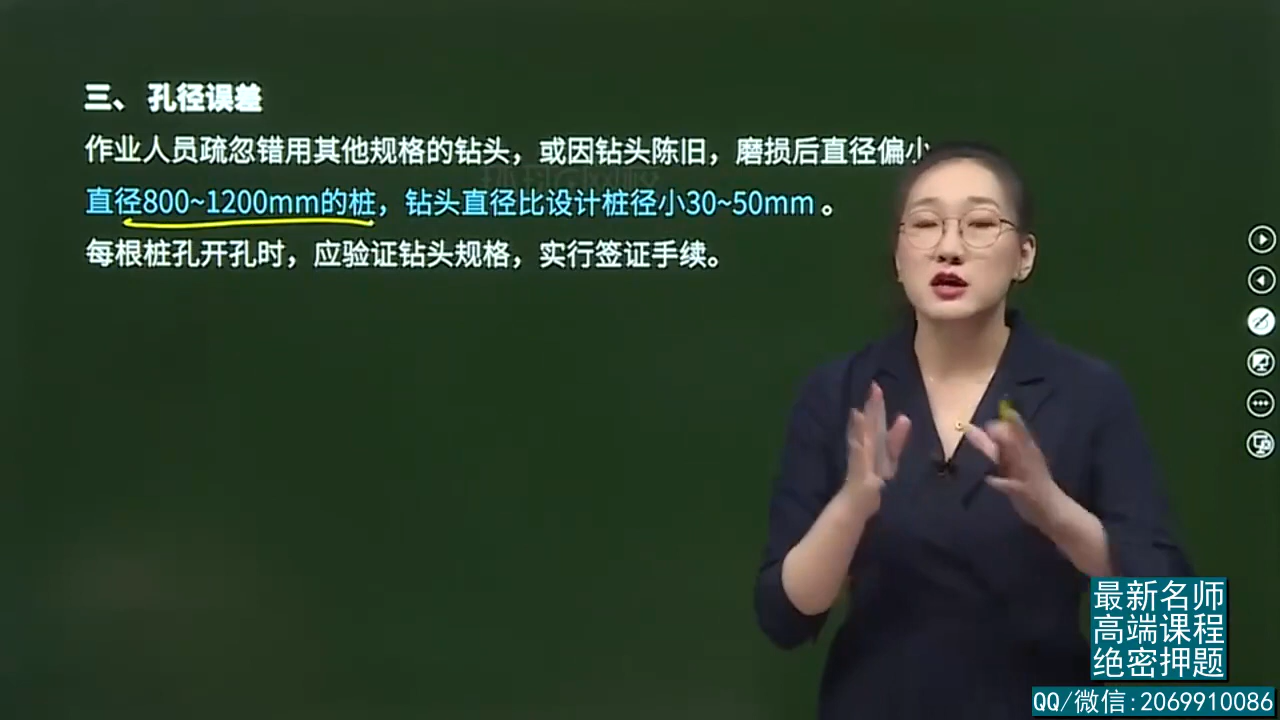 三、 孔径误差
作业人员疏忽错用其他规格的钻头，或因钻头陈旧，磨损后直径偏小
直径800~1200mm的桩，钻头直径比设计桩径小30~50mm 。
每根桩孔开孔时，应验证钻头规格，实行签证手续。
最新名师
高端课程
绝密押题
QQ/微信:2069910086